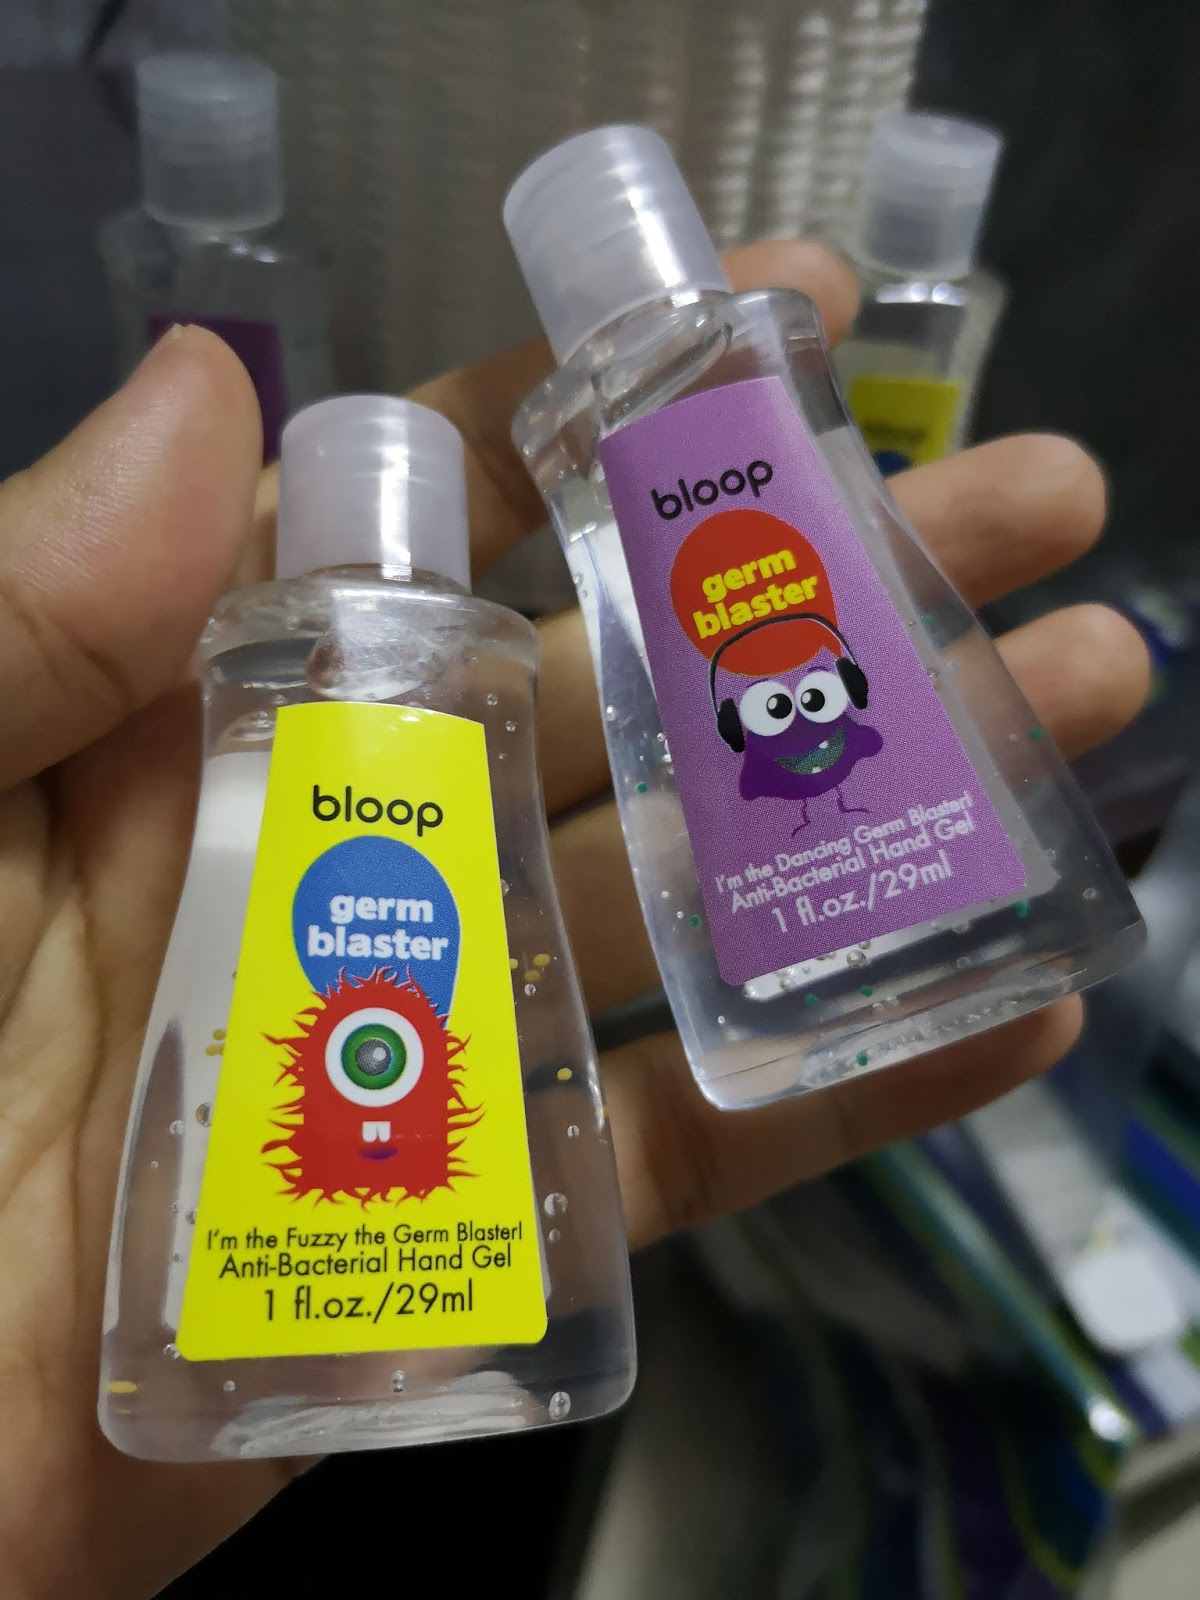 bloop
germ
blaster
I'm the Fuzzy the Germ Blaster!
Anti-Bacterial Hand Gel
1 fl.oz./29ml
bloop
germ
blaster
I'm the Dancing Germ Blaster!
Anti-Bacterial Hand Gel
1 fl.oz./29ml